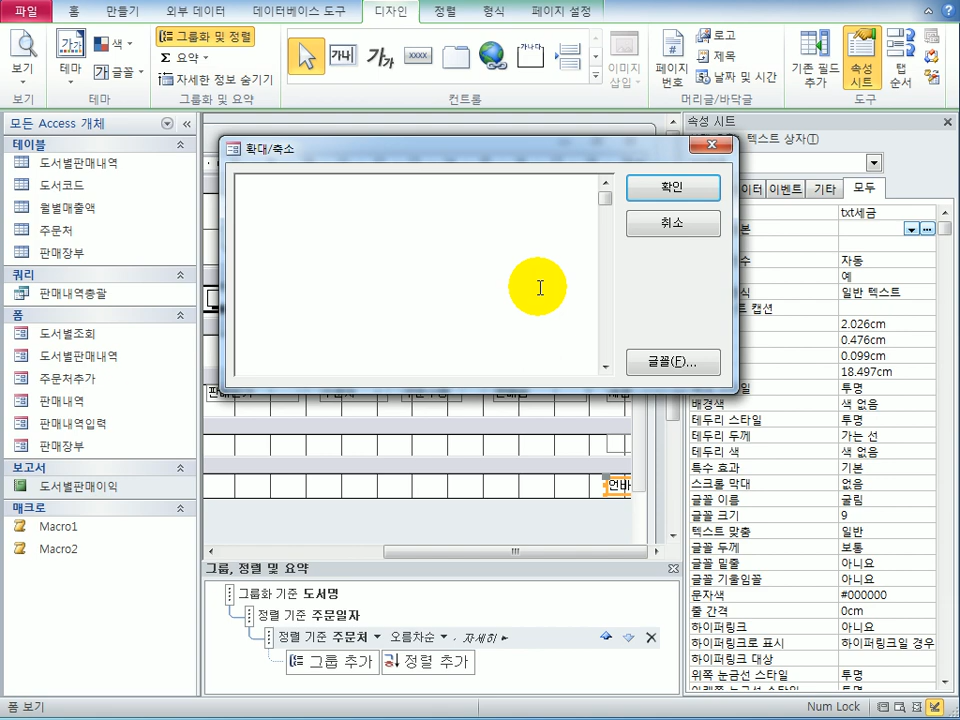 파일 홈 만들기 외부 데이터 데이터베이스 도구 디자인 정렬 형식 페이지 설정
보기
테마
색
가 글꼴
그룹화 및 정렬
Σ 요약
자세한 정보 숨기기
가나
가나
xxxx
가나다
이미지
삽입
페이지
번호
로고
제목
날짜 및 시간
기존 필드
추가
속성
시트
탭
순서
보기 테마 그룹화 및 요약 컨트롤 머리글/바닥글 도구
모든 Access 개체
테이블
도서별판매내역
도서코드
월별매출액
주문처
판매장부
쿼리
판매내역총괄
폼
도서별조회
도서별판매내역
주문처추가
판매내역
판매내역입력
판매장부
보고서
도서별판매이익
매크로
Macro1
Macro2
확대/축소
확인
취소
글꼴(F)...
언바
그룹, 정렬 및 요약
그룹화 기준 도서명
정렬 기준 주문일자
정렬 기준 주문처 오름차순 , 자세히
그룹 추가 정렬 추가
속성 시트
텍스트 상자(T)
이터 이벤트 기타 모두
txt세금
본
수 자동
예
식 일반 텍스트
트 캡션
2.026cm
0.476cm
0.099cm
18.497cm
투명
배경색 색 없음
테두리 스타일 투명
테두리 두께 가는 선
테두리 색 색 없음
특수 효과 기본
스크롤 막대 없음
글꼴 이름 굴림
글꼴 크기 9
텍스트 맞춤 일반
글꼴 두께 보통
글꼴 밑줄 아니요
글꼴 기울임꼴 아니요
문자색 #000000
줄 간격 0cm
하이퍼링크 아니요
하이퍼링크로 표시 하이퍼링크일 경우
하이퍼링크 대상
위쪽 눈금선 스타일 투명
폼 보기
Num Lock